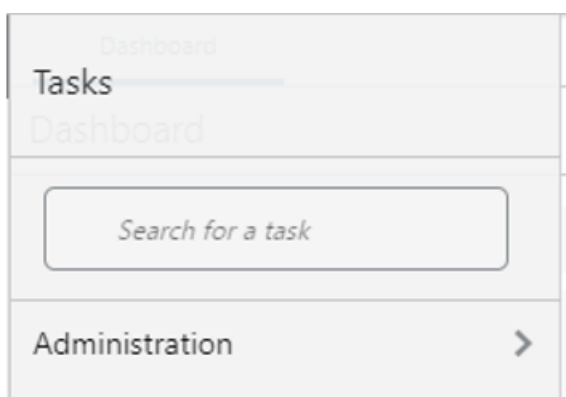 Dashboard
Tasks
Dashboard
Search for a task
Administration